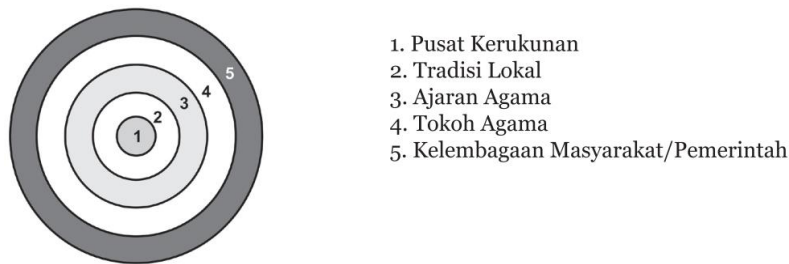 1
2
3
4
5
1. Pusat Kerukunan
2. Tradisi Lokal
3. Ajaran Agama
4. Tokoh Agama
5. Kelembagaan Masyarakat/Pemerintah